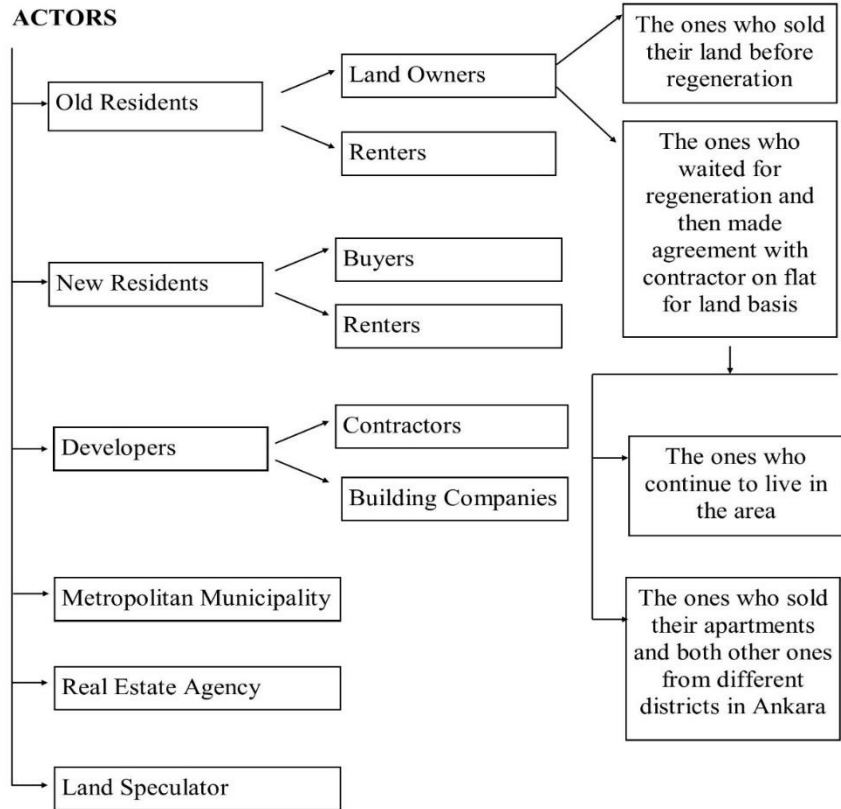 ACTORS
Old Residents
Land Owners
The ones who sold
their land before
regeneration
Renters
The ones who
waited for
regeneration and
then made
agreement with
contractor on flat
for land basis
New Residents
Buyers
Renters
Developers
Contractors
Building Companies
The ones who
continue to live in
the area
Metropolitan Municipality
The ones who sold
their apartments
and both other ones
from different
districts in Ankara
Real Estate Agency
Land Speculator